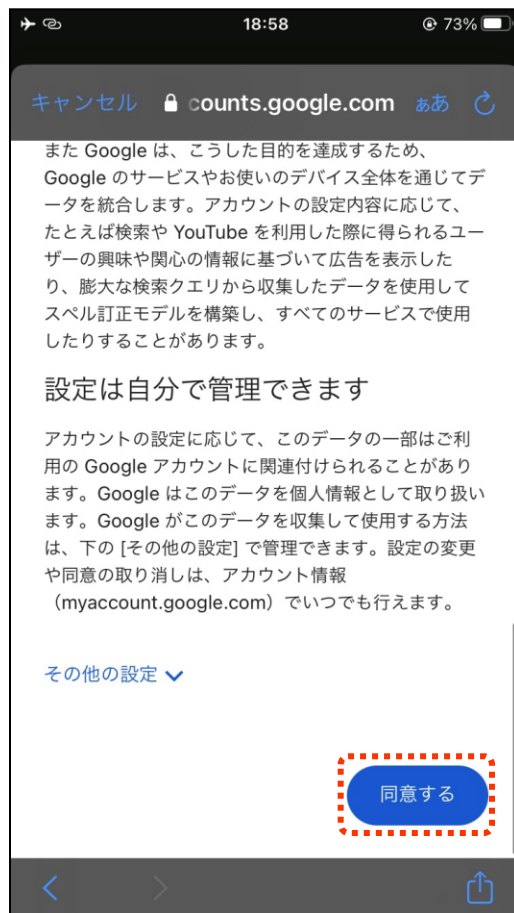 18:58
73%
キャンセル counts.google.com ぁあ
また Google は、こうした目的を達成するため、
Google のサービスやお使いのデバイス全体を通じてデ
ータを統合します。アカウントの設定内容に応じて、
たとえば検索や YouTube を利用した際に得られるユー
ザーの興味や関心の情報に基づいて広告を表示した
り、膨大な検索クエリから収集したデータを使用して
スペル訂正モデルを構築し、すべてのサービスで使用
したりすることがあります。
設定は自分で管理できます
アカウントの設定に応じて、このデータの一部はご利
用の Google アカウントに関連付けられることがあり
ます。Google はこのデータを個人情報として取り扱い
ます。Google がこのデータを収集して使用する方法
は、下の [その他の設定] で管理できます。設定の変更
や同意の取り消しは、アカウント情報
（myaccount.google.com）でいつでも行えます。
その他の設定
同意する